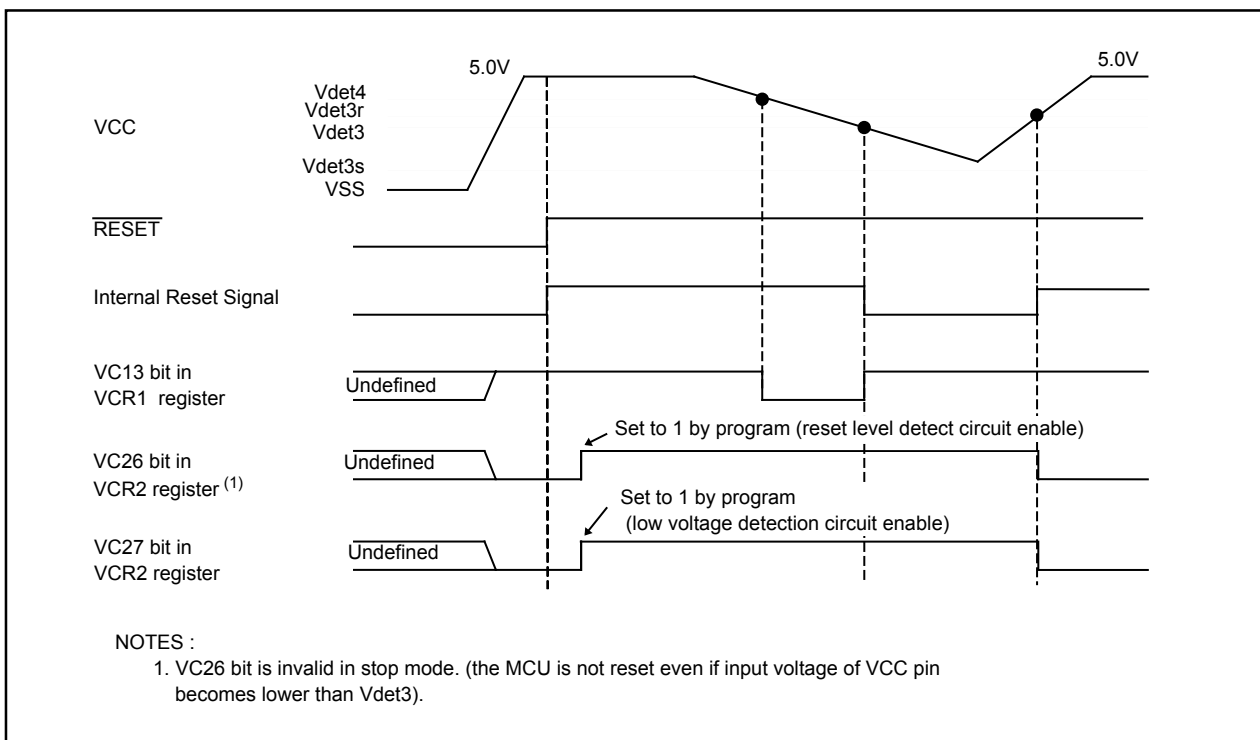 5.0V
5.0V
Vdet4
Vdet3r
VCC
Vdet3
Vdet3s
VSS
RESET
Internal Reset Signal
VC13 bit in
VCR1 register
Undefined
Set to 1 by program (reset level detect circuit enable)
VC26 bit in
VCR2 register (1)
Undefined
Set to 1 by program
(low voltage detection circuit enable)
VC27 bit in
VCR2 register
Undefined
NOTES :
1. VC26 bit is invalid in stop mode. (the MCU is not reset even if input voltage of VCC pin
becomes lower than Vdet3).